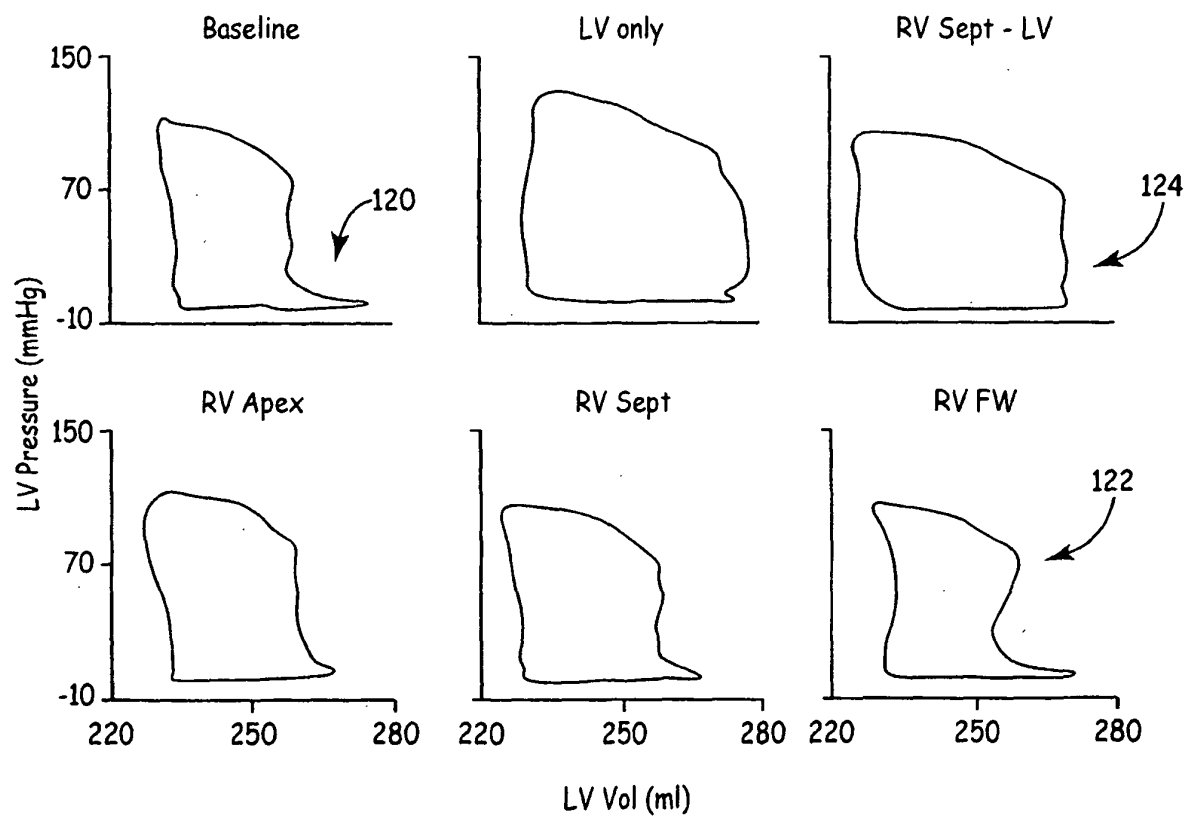 Baseline
LV only
RV Sept - LV
150
70
-10
120
124
LV Pressure (mmHg)
RV Apex
RV Sept
RV FW
150
70
-10
122
220
250
280
220
250
280
220
250
280
LV Vol (ml)